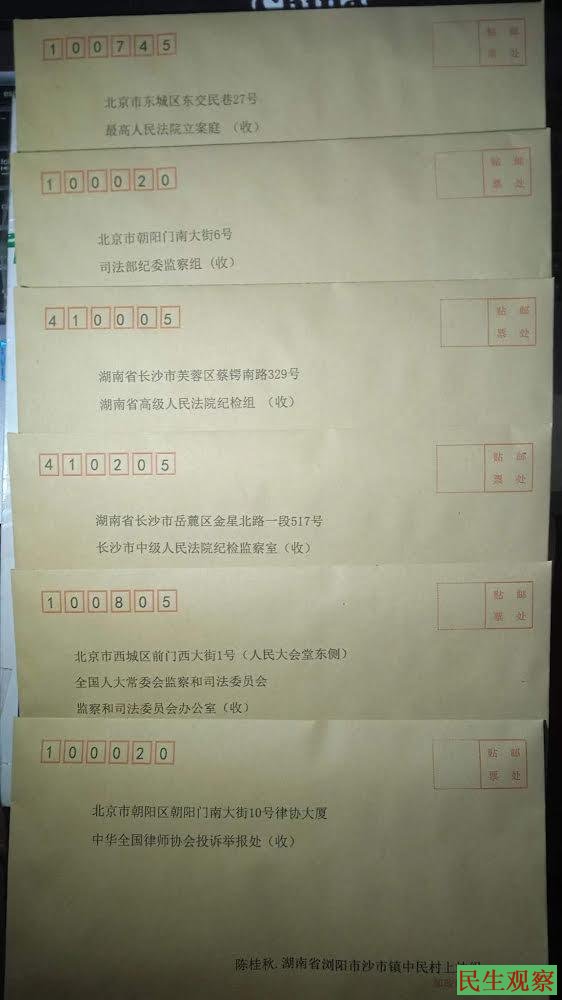 100745
贴 邮
票 处
北京市东城区东交民巷27号
最高人民法院立案庭 (收)
100020
贴 邮
票 处
北京市朝阳门南大街6号
司法部纪委监察组 (收)
410005
贴 邮
票 处
湖南省长沙市芙蓉区蔡锷南路329号
湖南省高级人民法院纪检组 (收)
410205
贴 邮
票 处
湖南省长沙市岳麓区金星北路一段517号
长沙市中级人民法院纪检监察室(收)
100805
贴 邮
票 处
北京市西城区前门西大街1号(人民大会堂东侧)
全国人大常委会监察和司法委员会
监察和司法委员会办公室(收)
100020
贴 邮
票 处
北京市朝阳区朝阳门南大街10号律协大厦
中华全国律师协会投诉举报处(收)
陈桂秋.湖南省浏阳市沙市镇中民村上
民生观察